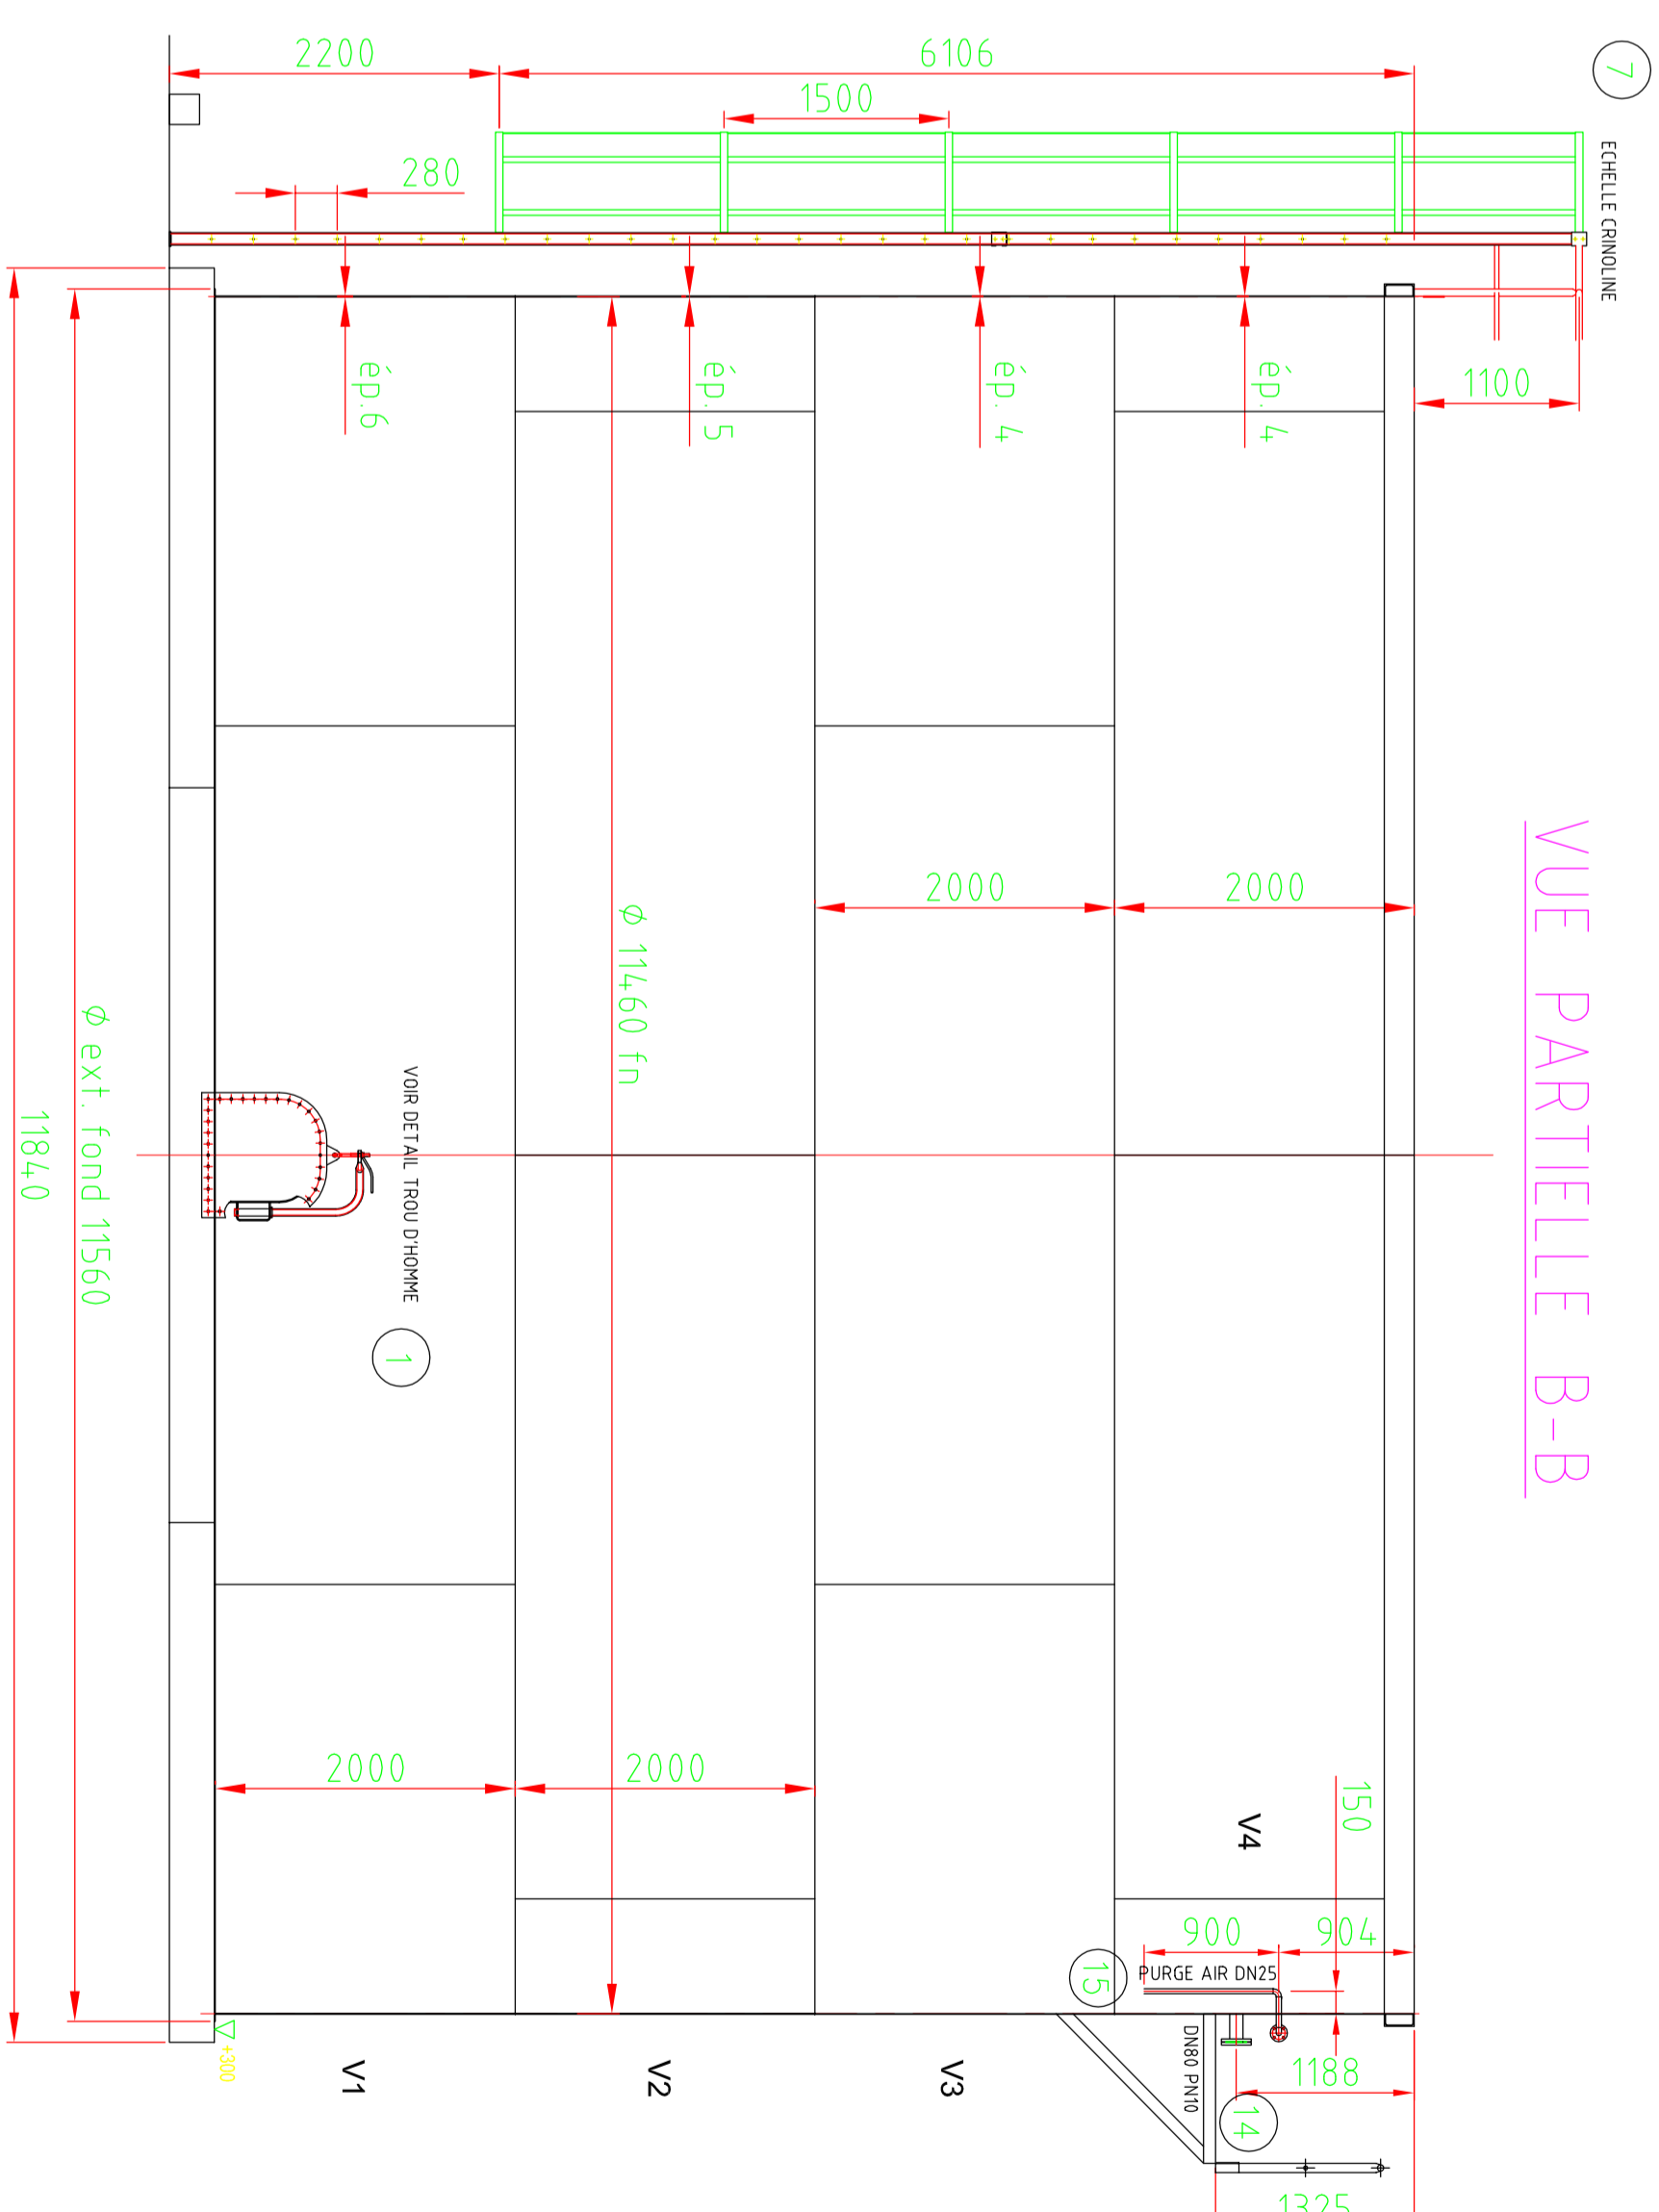 7
ECHELLE CRINOLINE
VUE PARTIELLE B-B
2200
6106
1500
280
1100
ép.6
ép. 5
ép. 4
ép. 4
2000
2000
Ø 11460 fn
VOIR DETAIL TROU D'HOMME
1
2000
2000
150
V4
900
904
PURGE AIR DN25
15
DN80 PN10
1188
14
1325
+300
V1
V2
V3
Ø ext. fond 11560
11840